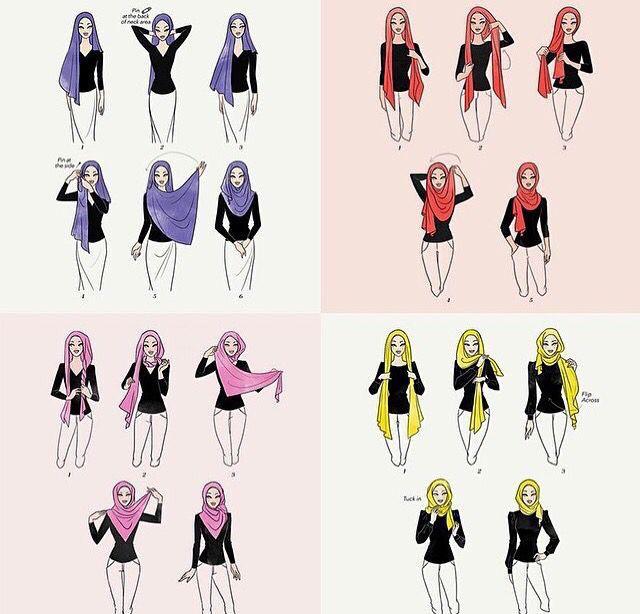 Pin
at the back
of neck area
1
2
3
Pin at
the side
4
5
6
1
2
3
4
5
1
2
3
1
2
3
Flip
Across
Tuck in